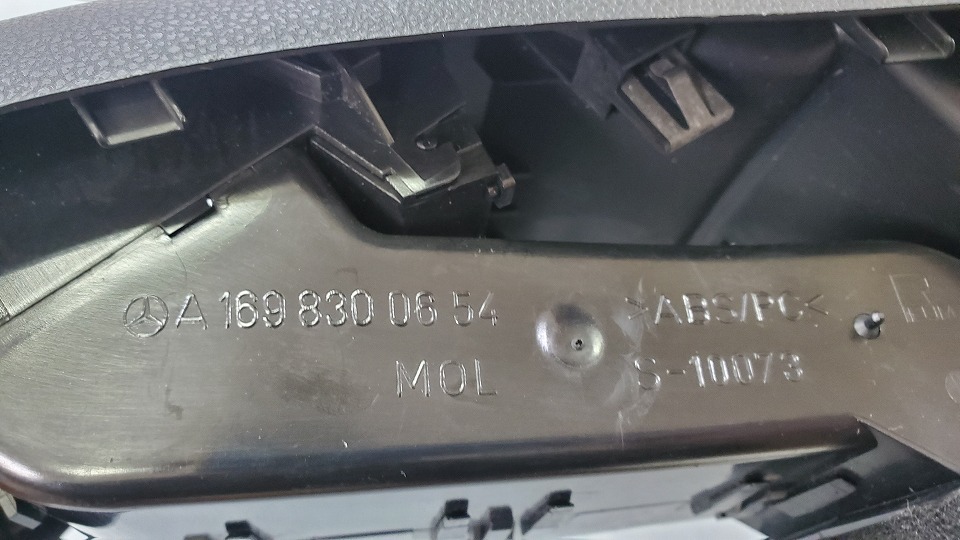 A 169 830 06 54
MOL
>ABS/PC<
S-10073